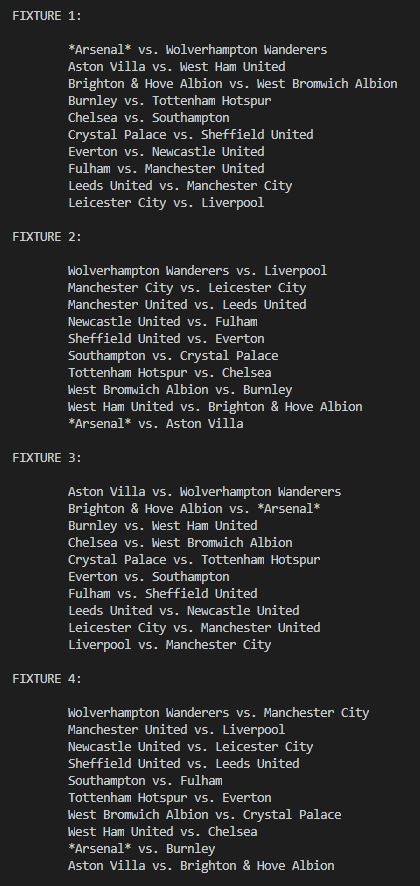 FIXTURE 1:
*Arsenal* vs. Wolverhampton Wanderers
Aston Villa vs. West Ham United
Brighton & Hove Albion vs. West Bromwich Albion
Burnley vs. Tottenham Hotspur
Chelsea vs. Southampton
Crystal Palace vs. Sheffield United
Everton vs. Newcastle United
Fulham vs. Manchester United
Leeds United vs. Manchester City
Leicester City vs. Liverpool
FIXTURE 2:
Wolverhampton Wanderers vs. Liverpool
Manchester City vs. Leicester City
Manchester United vs. Leeds United
Newcastle United vs. Fulham
Sheffield United vs. Everton
Southampton vs. Crystal Palace
Tottenham Hotspur vs. Chelsea
West Bromwich Albion vs. Burnley
West Ham United vs. Brighton & Hove Albion
*Arsenal* vs. Aston Villa
FIXTURE 3:
Aston Villa vs. Wolverhampton Wanderers
Brighton & Hove Albion vs. *Arsenal*
Burnley vs. West Ham United
Chelsea vs. West Bromwich Albion
Crystal Palace vs. Tottenham Hotspur
Everton vs. Southampton
Fulham vs. Sheffield United
Leeds United vs. Newcastle United
Leicester City vs. Manchester United
Liverpool vs. Manchester City
FIXTURE 4:
Wolverhampton Wanderers vs. Manchester City
Manchester United vs. Liverpool
Newcastle United vs. Leicester City
Sheffield United vs. Leeds United
Southampton vs. Fulham
Tottenham Hotspur vs. Everton
West Bromwich Albion vs. Crystal Palace
West Ham United vs. Chelsea
*Arsenal* vs. Burnley
Aston Villa vs. Brighton & Hove Albion